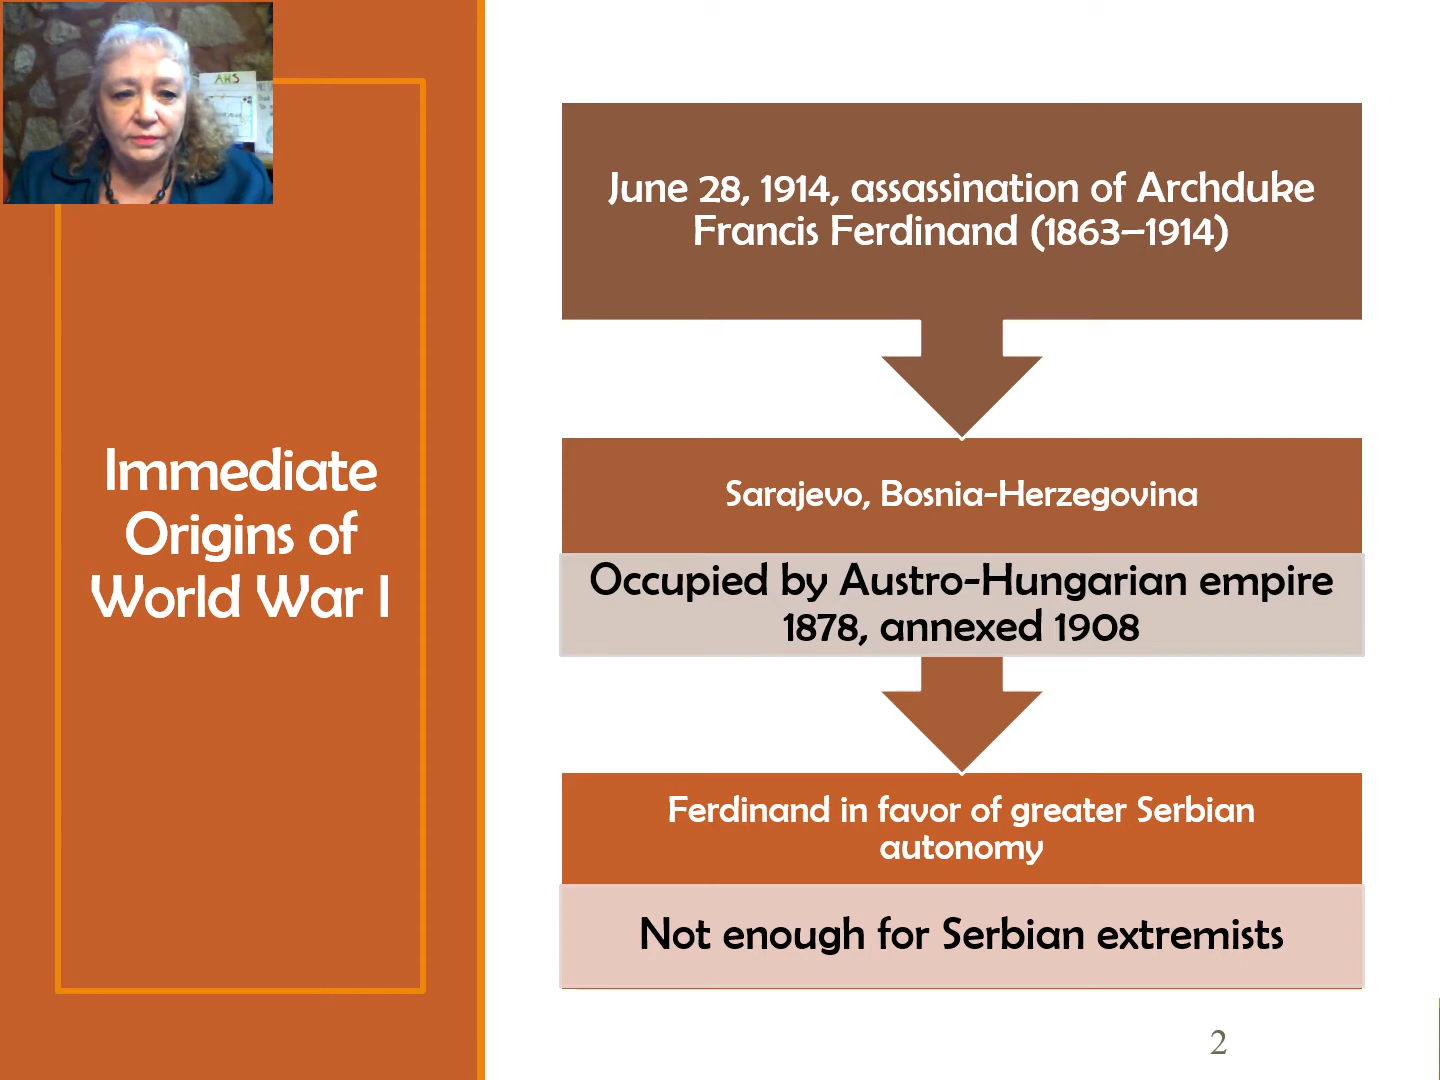 AHS
Immediate
Origins of
World War I
June 28, 1914, assassination of Archduke
Francis Ferdinand (1863–1914)
Sarajevo, Bosnia-Herzegovina
Occupied by Austro-Hungarian empire
1878, annexed 1908
Ferdinand in favor of greater Serbian
autonomy
Not enough for Serbian extremists
2